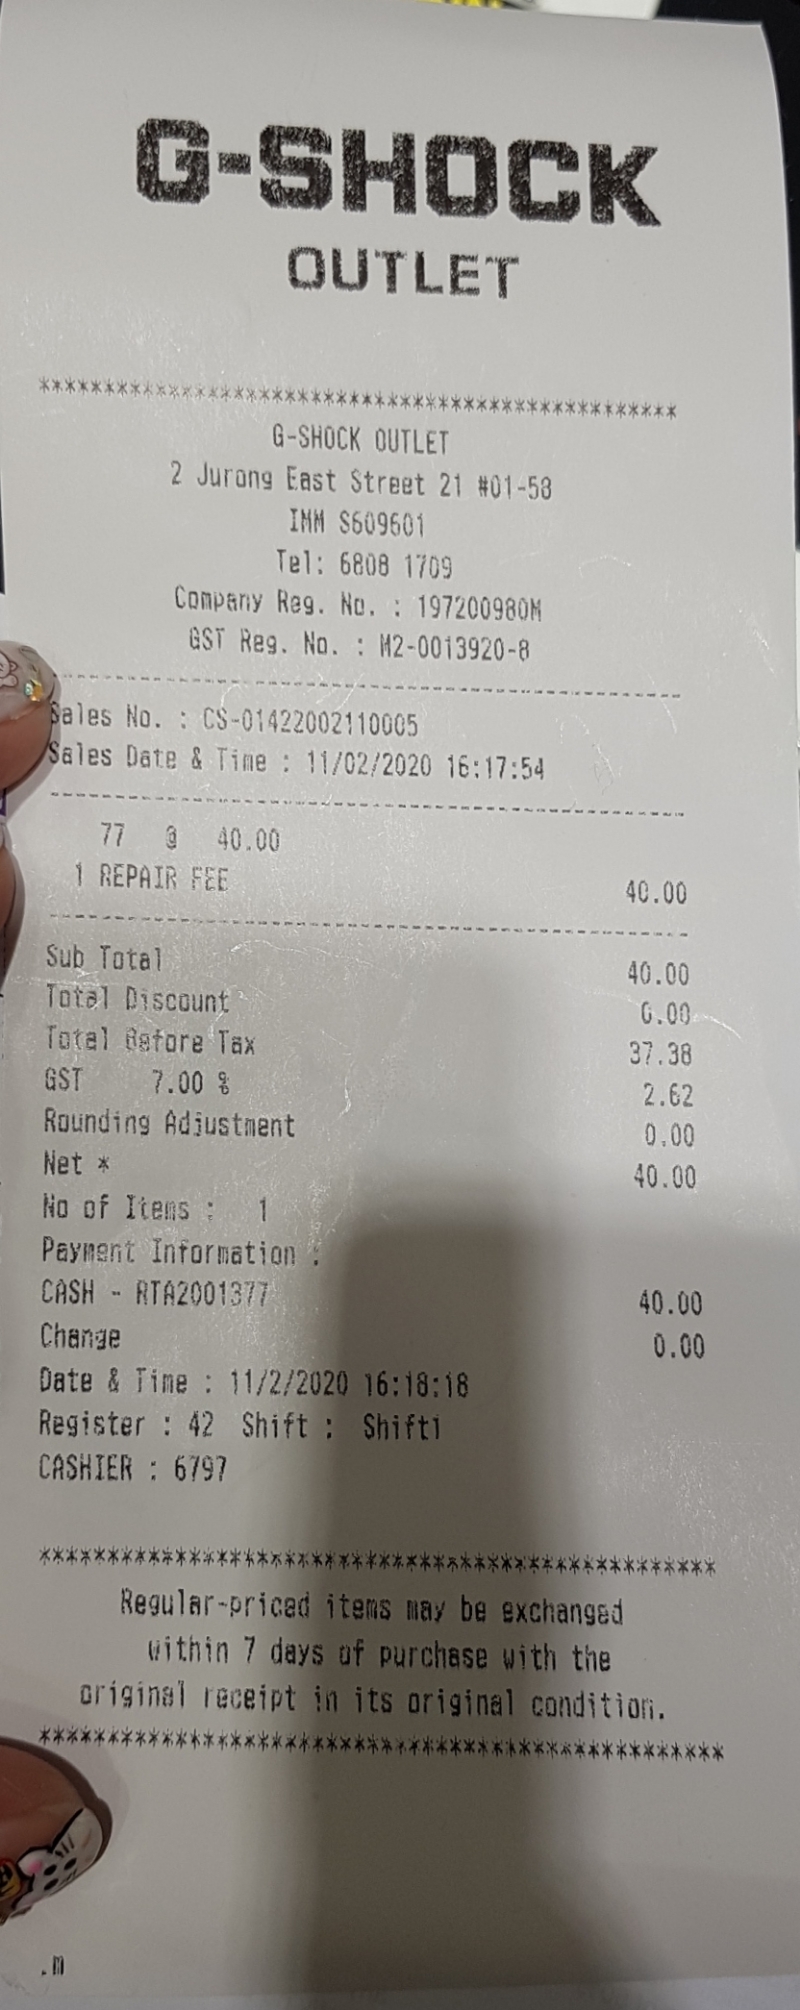 G-SHOCK
OUTLET
*************************************************
G-SHOCK OUTLET
2 Jurong East Street 21 #01-58
IMM S609601
Tel: 6808 1709
Company Reg. No. : 197200980M
GST Reg. No. : M2-0013920-8
Sales No. : CS-01422002110005
Sales Date & Time : 11/02/2020 16:17:54
77 @ 40.00
1 REPAIR FEE 40.00
Sub Total 40.00
Total Discount 0.00
Total Before Tax 37.38
GST 7.00 % 2.62
Rounding Adjustment 0.00
Net * 40.00
No of Items : 1
Payment Information :
CASH - RTA2001377 40.00
Change 0.00
Date & Time : 11/2/2020 16:18:18
Register : 42 Shift : Shift1
CASHIER : 6797
*************************************************
Regular-priced items may be exchanged
within 7 days of purchase with the
original receipt in its original condition.
*************************************************
.m